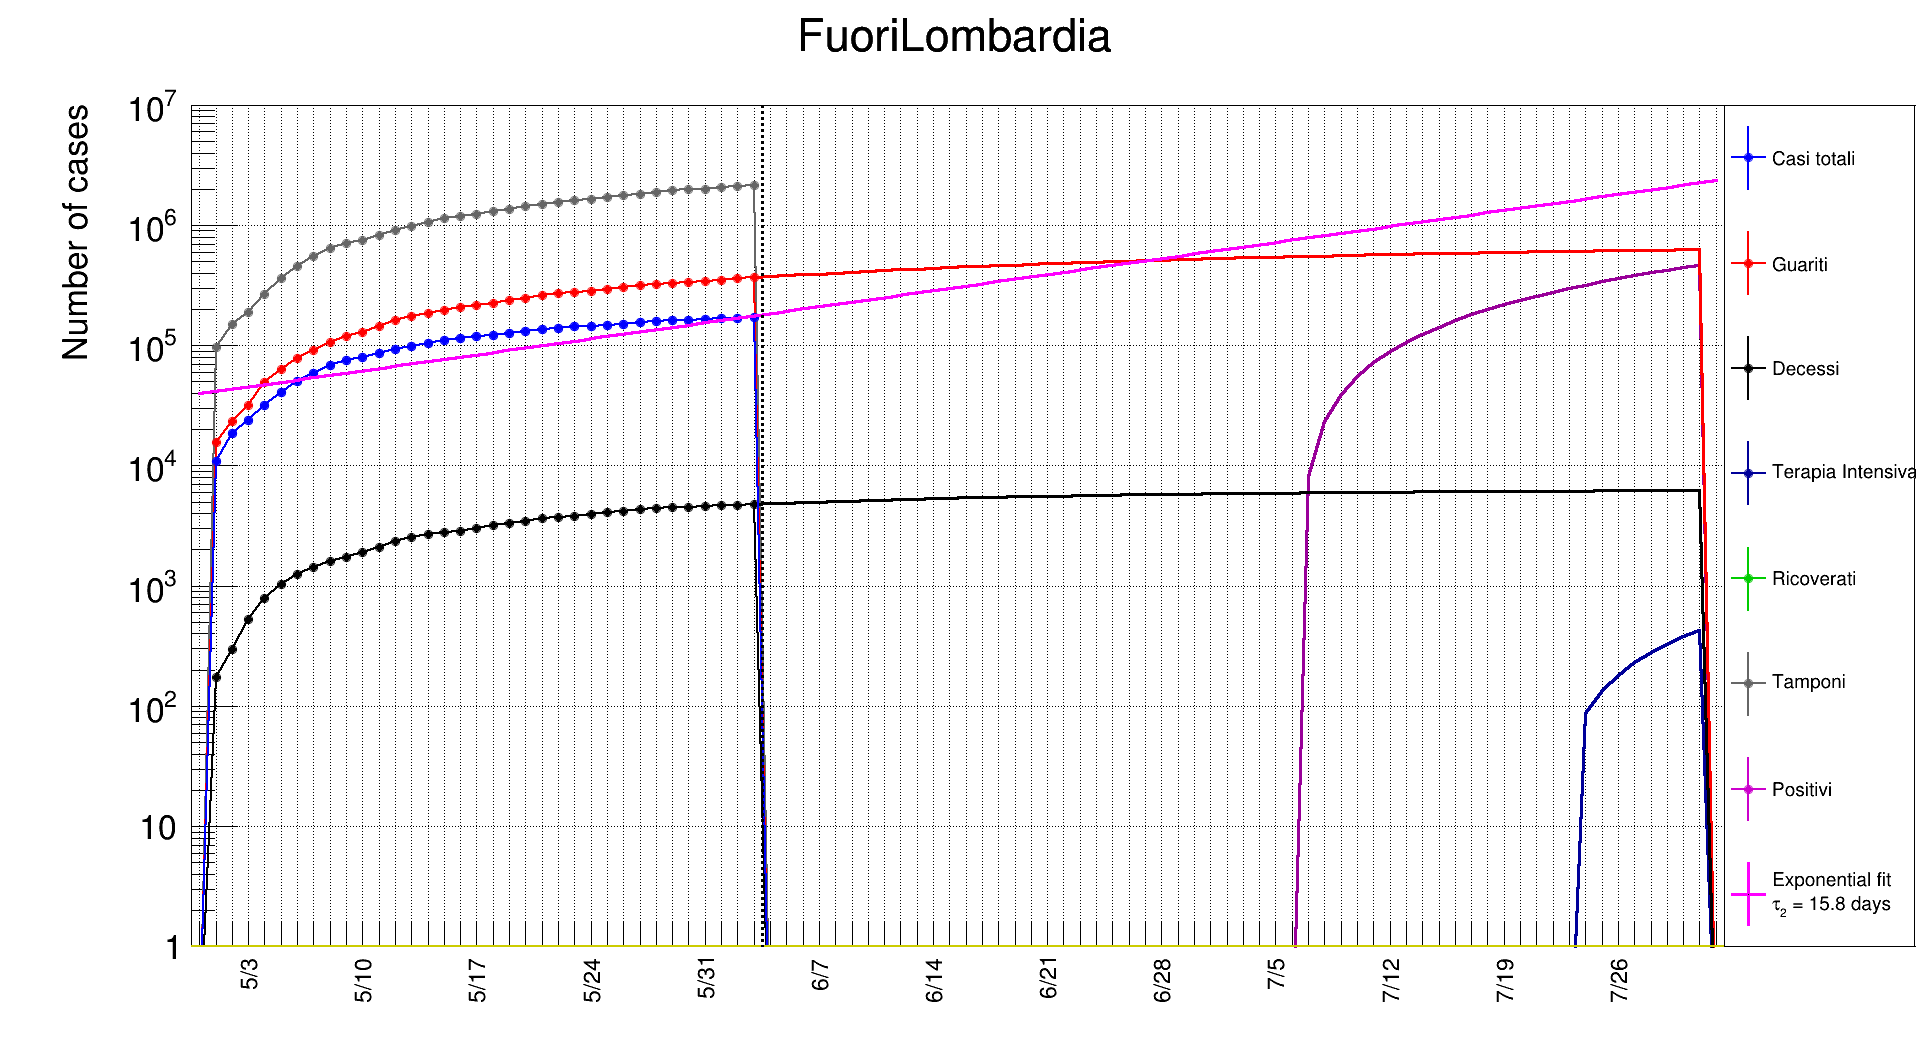 FuoriLombardia
Number of cases
10^7
10^6
10^5
10^4
10^3
10^2
10
1
5/3
5/10
5/17
5/24
5/31
6/7
6/14
6/21
6/28
7/5
7/12
7/19
7/26
Casi totali
Guariti
Decessi
Terapia Intensiva
Ricoverati
Tamponi
Positivi
Exponential fit
τ₂ = 15.8 days